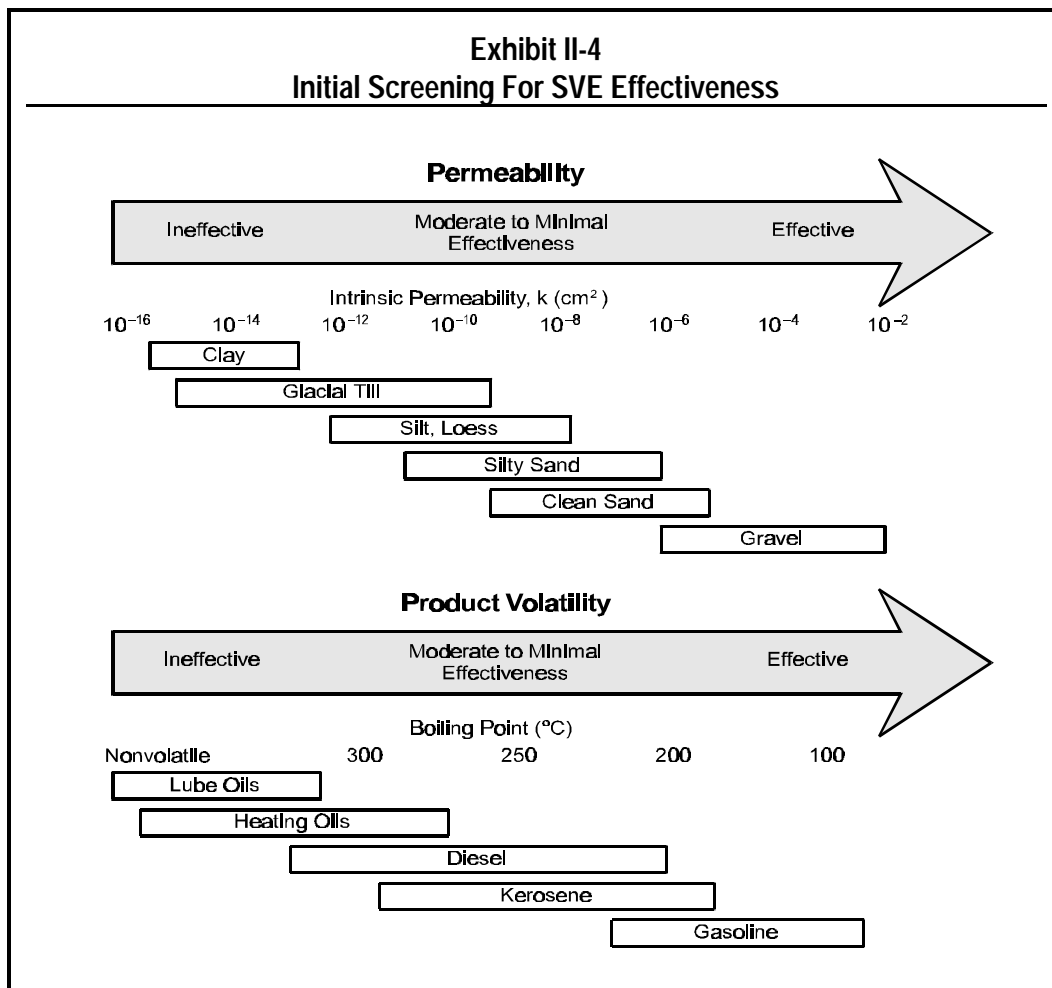 Exhibit II-4
Initial Screening For SVE Effectiveness
Permeability
Ineffective Moderate to Minimal Effective
Effectiveness
Intrinsic Permeability, k (cm²)
10⁻¹⁶ 10⁻¹⁴ 10⁻¹² 10⁻¹⁰ 10⁻⁸ 10⁻⁶ 10⁻⁴ 10⁻²
Clay
Glacial Till
Silt, Loess
Silty Sand
Clean Sand
Gravel
Product Volatility
Ineffective Moderate to Minimal Effective
Effectiveness
Boiling Point (°C)
Nonvolatile 300 250 200 100
Lube Oils
Heating Oils
Diesel
Kerosene
Gasoline